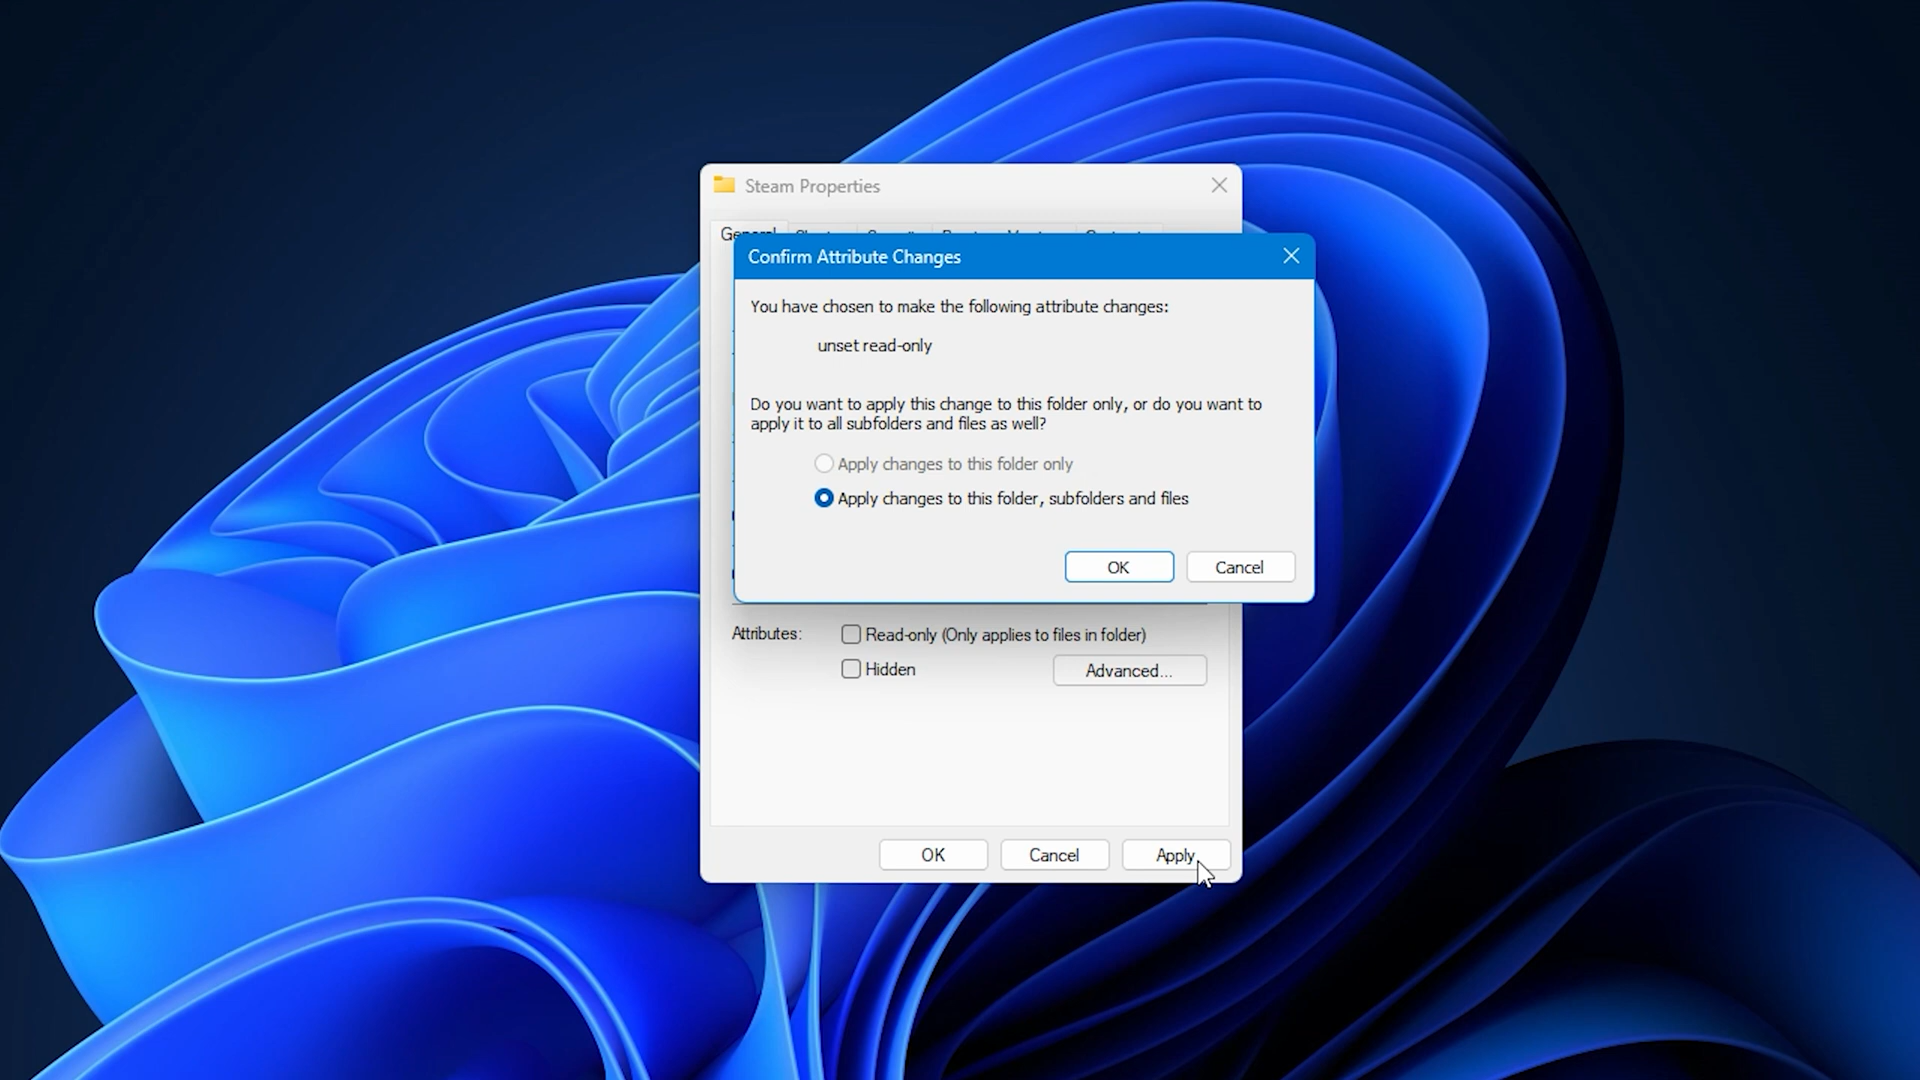 Steam Properties
General
Confirm Attribute Changes
You have chosen to make the following attribute changes:
unset read-only
Do you want to apply this change to this folder only, or do you want to
apply it to all subfolders and files as well?
Apply changes to this folder only
Apply changes to this folder, subfolders and files
OK Cancel
Attributes: Read-only (Only applies to files in folder)
Hidden Advanced...
OK Cancel Apply